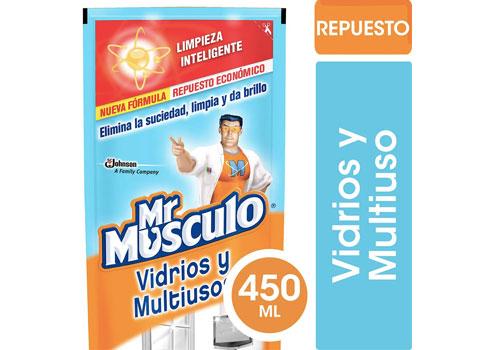 LIMPIEZA
INTELIGENTE
NUEVA FÓRMULA REPUESTO ECONÓMICO
Elimina la suciedad, limpia y da brillo
SC Johnson
A Family Company
M
Mr
Músculo®
Vidrios y
Multiusos
450
ML
REPUESTO
Vidrios y
Multiuso